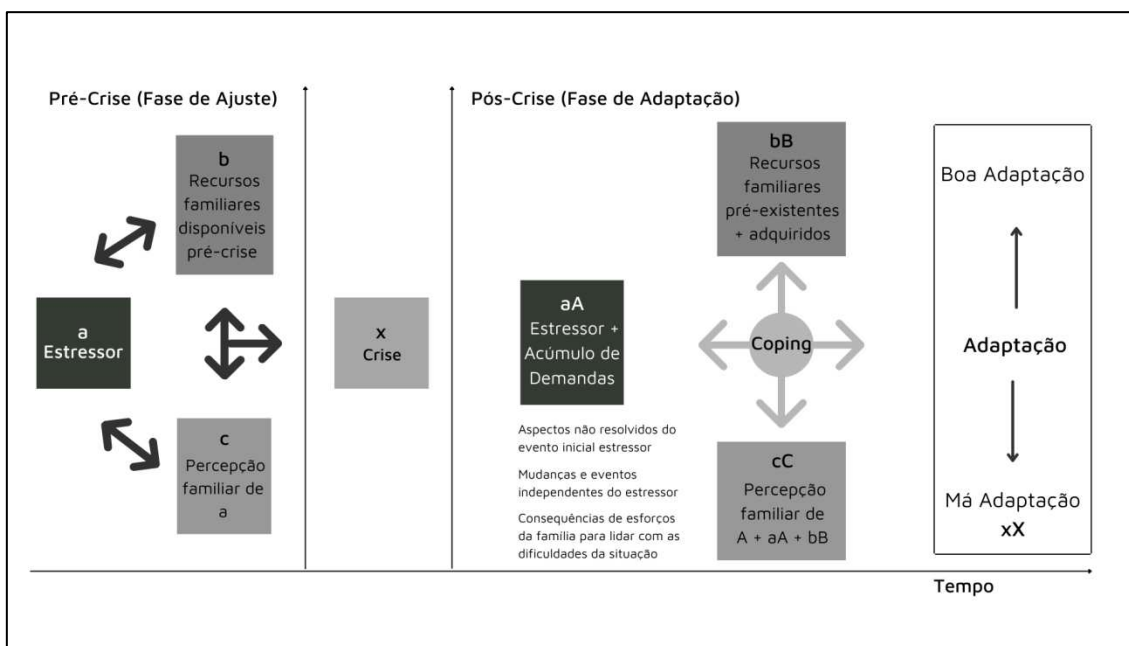 Pré-Crise (Fase de Ajuste)
b
Recursos
familiares
disponíveis
pré-crise
a
Estressor
c
Percepção
familiar de
a
x
Crise
Pós-Crise (Fase de Adaptação)
bB
Recursos
familiares
pré-existentes
+ adquiridos
aA
Estressor +
Acúmulo de
Demandas
Coping
Aspectos não resolvidos do
evento inicial estressor
Mudanças e eventos
independentes do estressor
Consequências de esforços
da família para lidar com as
dificuldades da situação
cC
Percepção
familiar de
A + aA + bB
Boa Adaptação
Adaptação
Má Adaptação
xX
Tempo